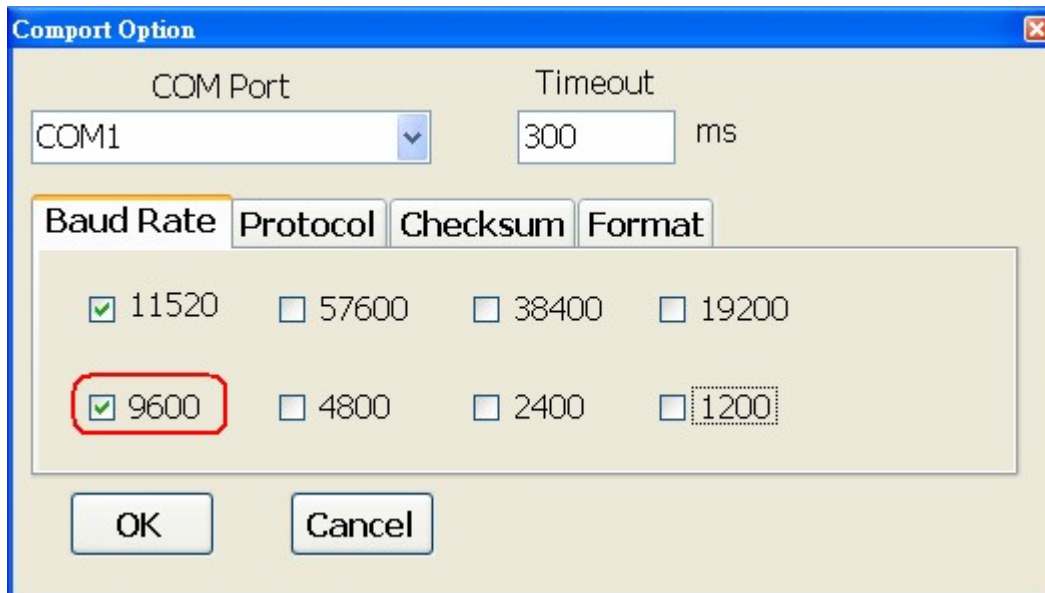 Comport Option
COM Port Timeout
COM1 300 ms
Baud Rate Protocol Checksum Format
11520 57600 38400 19200
9600 4800 2400 1200
OK Cancel